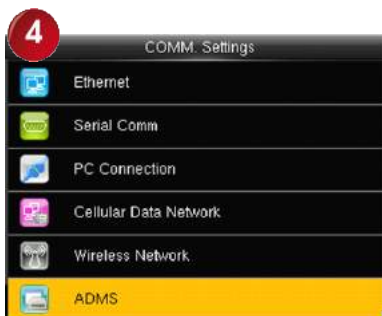 4
COMM. Settings
Ethernet
Serial Comm
PC Connection
Cellular Data Network
Wireless Network
ADMS